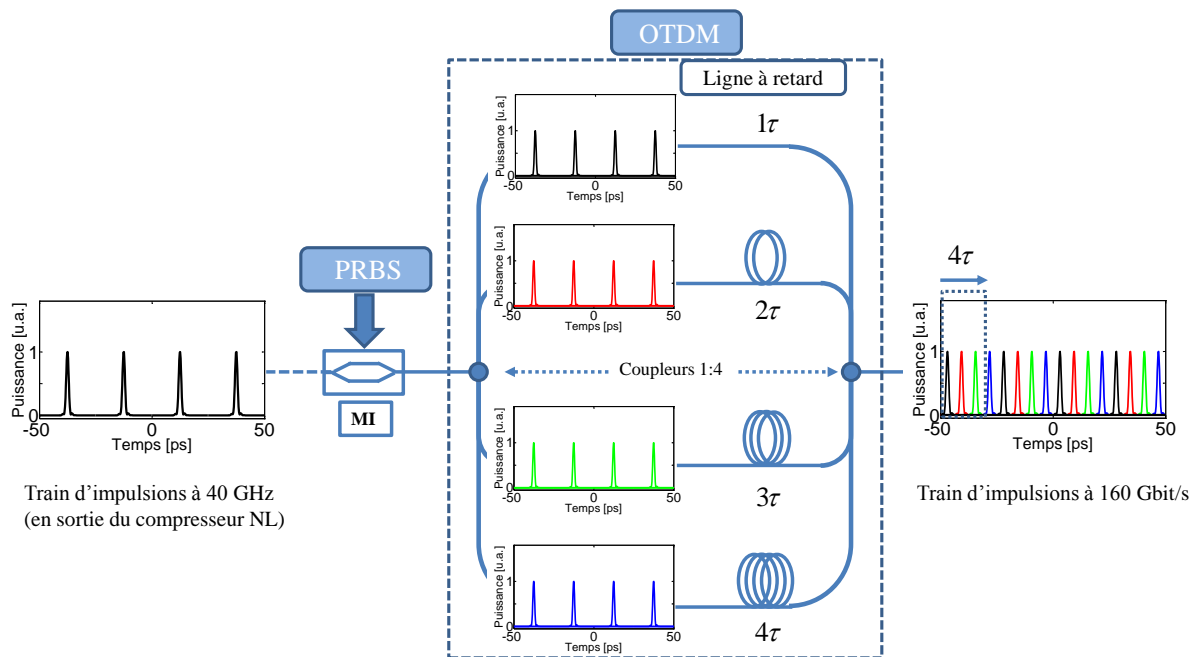 OTDM
Ligne à retard
Puissance [u.a.]
1
0
-50
0
50
Temps [ps]
1τ
Puissance [u.a.]
1
0
-50
0
50
Temps [ps]
2τ
PRBS
MI
Puissance [u.a.]
1
0
-50
0
50
Temps [ps]
Train d'impulsions à 40 GHz
(en sortie du compresseur NL)
Coupleurs 1:4
Puissance [u.a.]
1
0
-50
0
50
Temps [ps]
3τ
Puissance [u.a.]
1
0
-50
0
50
Temps [ps]
4τ
4τ
Puissance [u.a.]
1
0
-50
0
50
Temps [ps]
Train d'impulsions à 160 Gbit/s